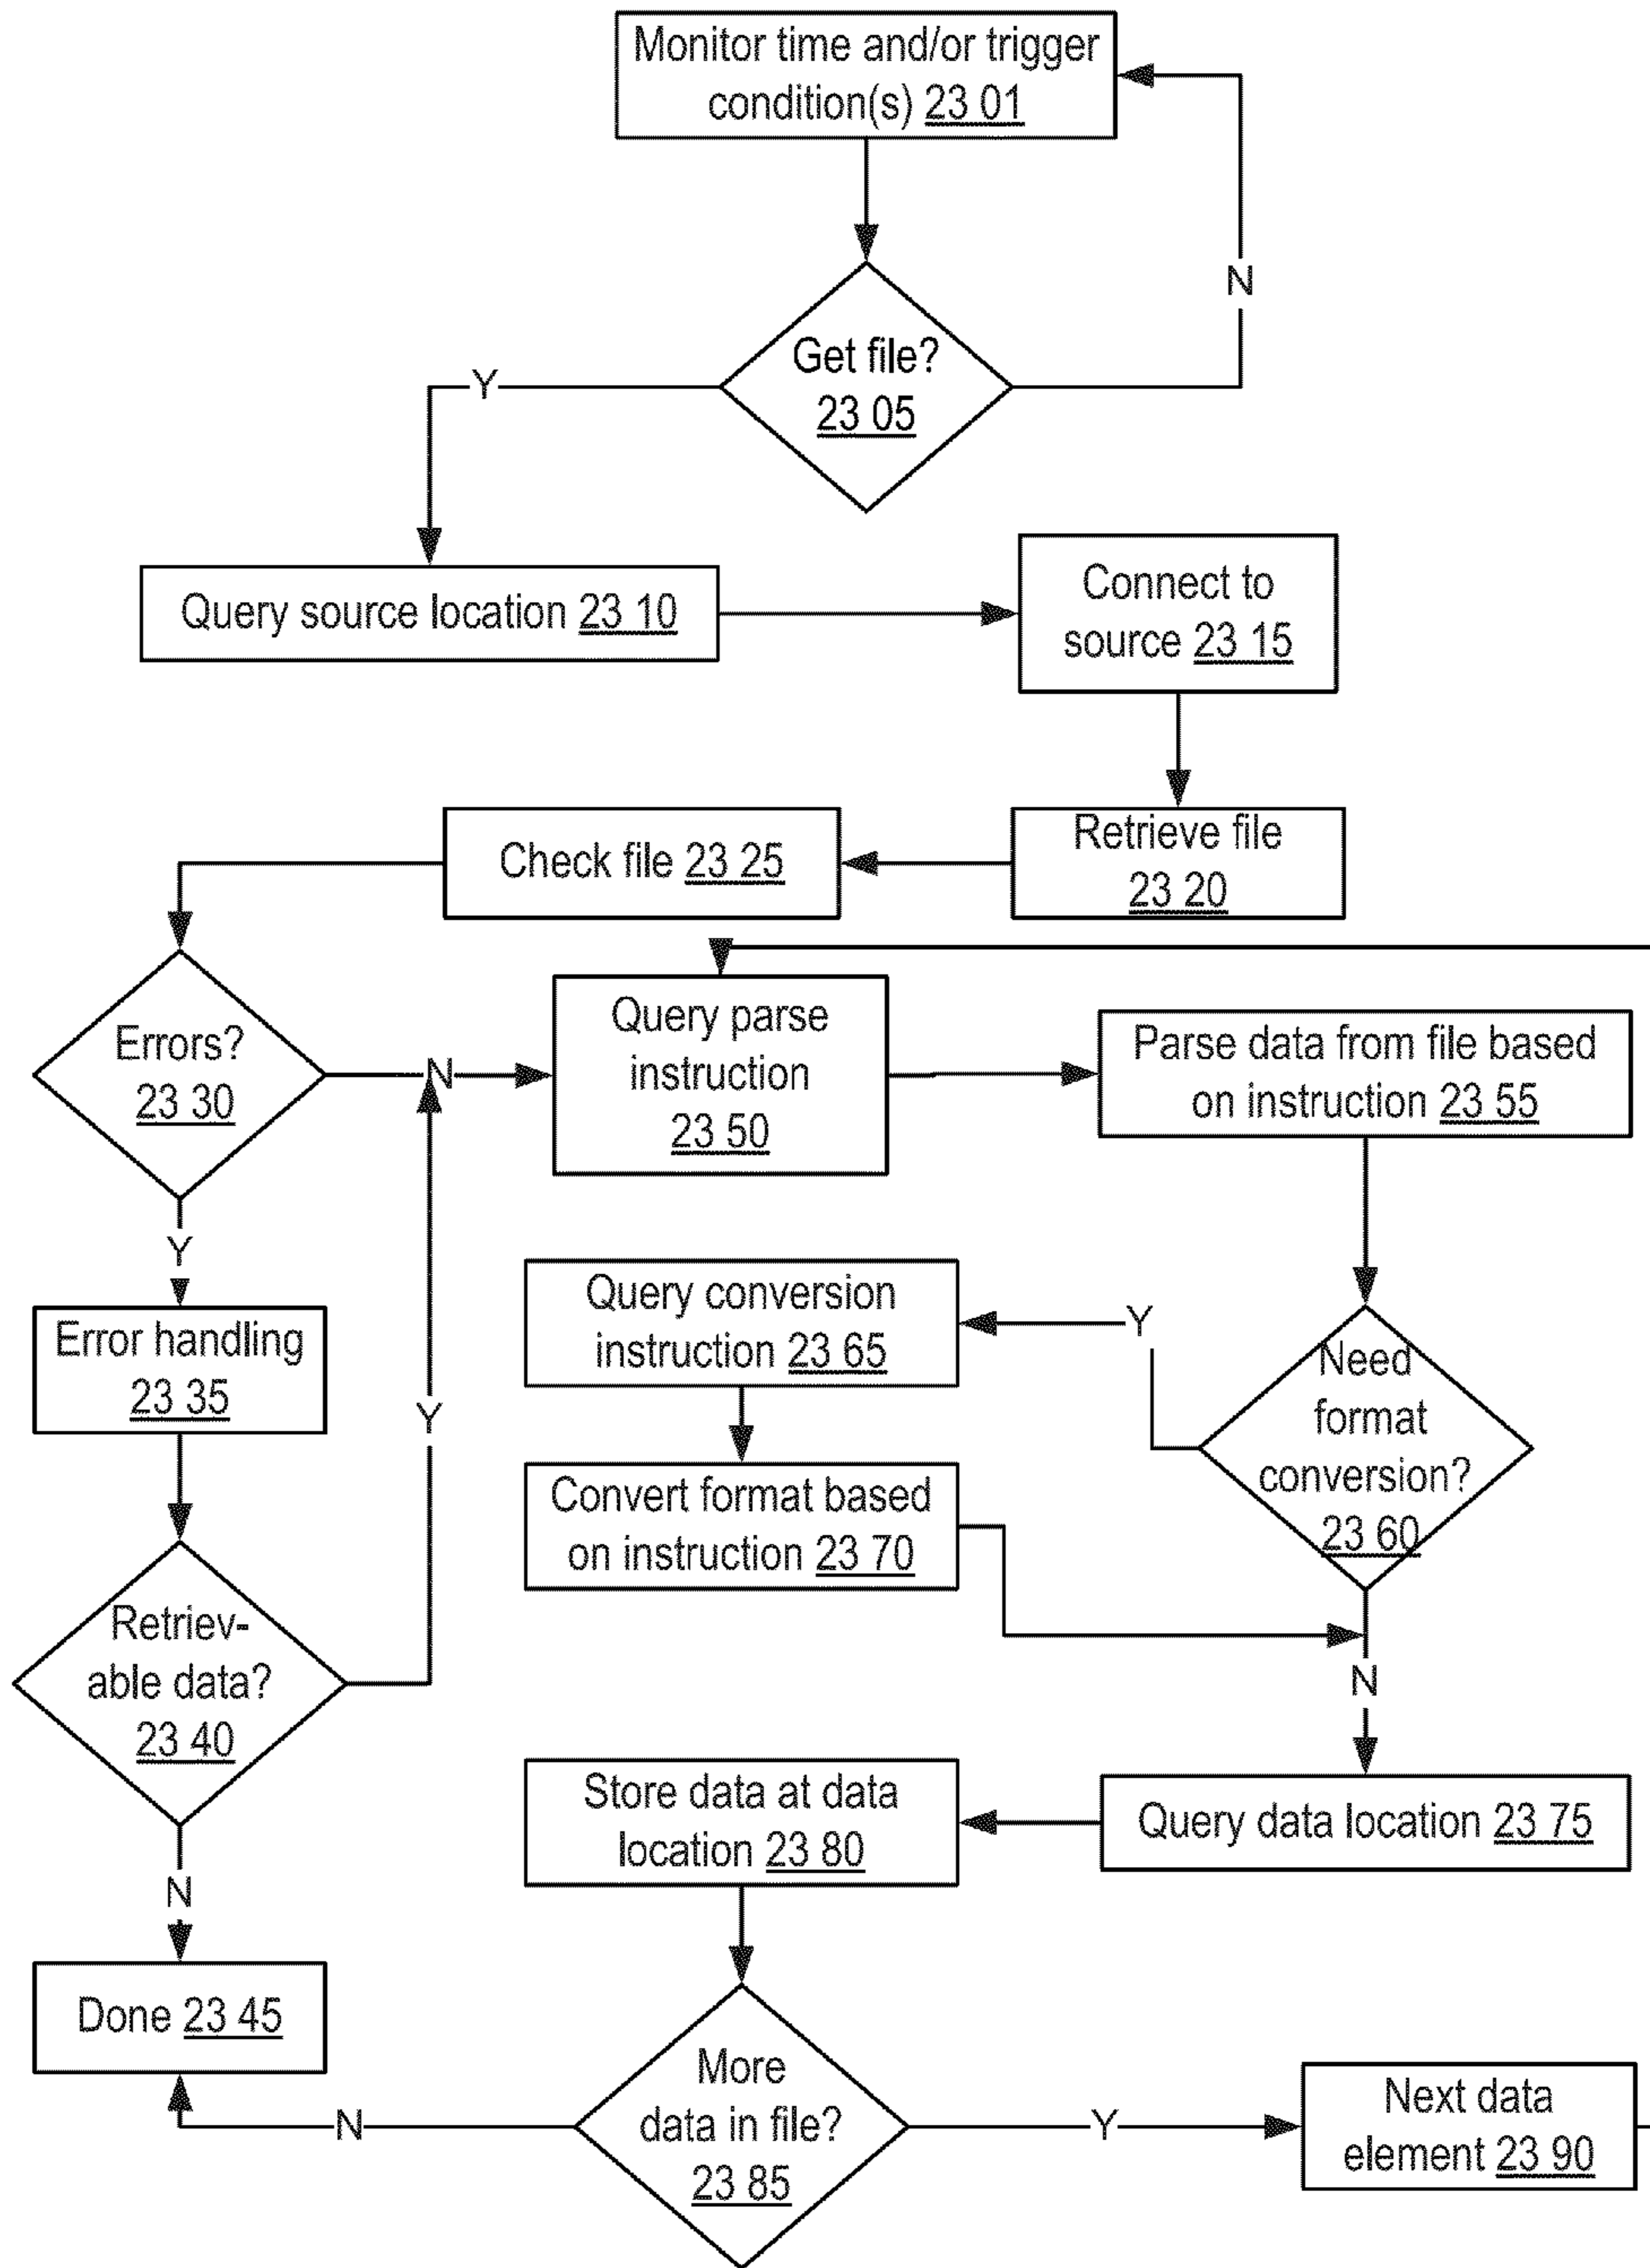 Monitor time and/or trigger
condition(s) 23 01
N
Get file?
23 05
Y
Query source location 23 10
Connect to
source 23 15
Retrieve file
23 20
Check file 23 25
Errors?
23 30
N
Query parse
instruction
23 50
Parse data from file based
on instruction 23 55
Y
Error handling
23 35
Y
Query conversion
instruction 23 65
Y
Need
format
conversion?
23 60
Convert format based
on instruction 23 70
Retriev-
able data?
23 40
N
N
Query data location 23 75
Store data at data
location 23 80
Done 23 45
More
data in file?
23 85
N
Y
Next data
element 23 90